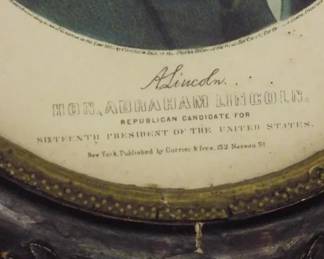 A. Lincoln.
HON. ABRAHAM LINCOLN.
REPUBLICAN CANDIDATE FOR
SIXTEENTH PRESIDENT OF THE UNITED STATES.
New York, Published by Currier & Ives, 152 Nassau St